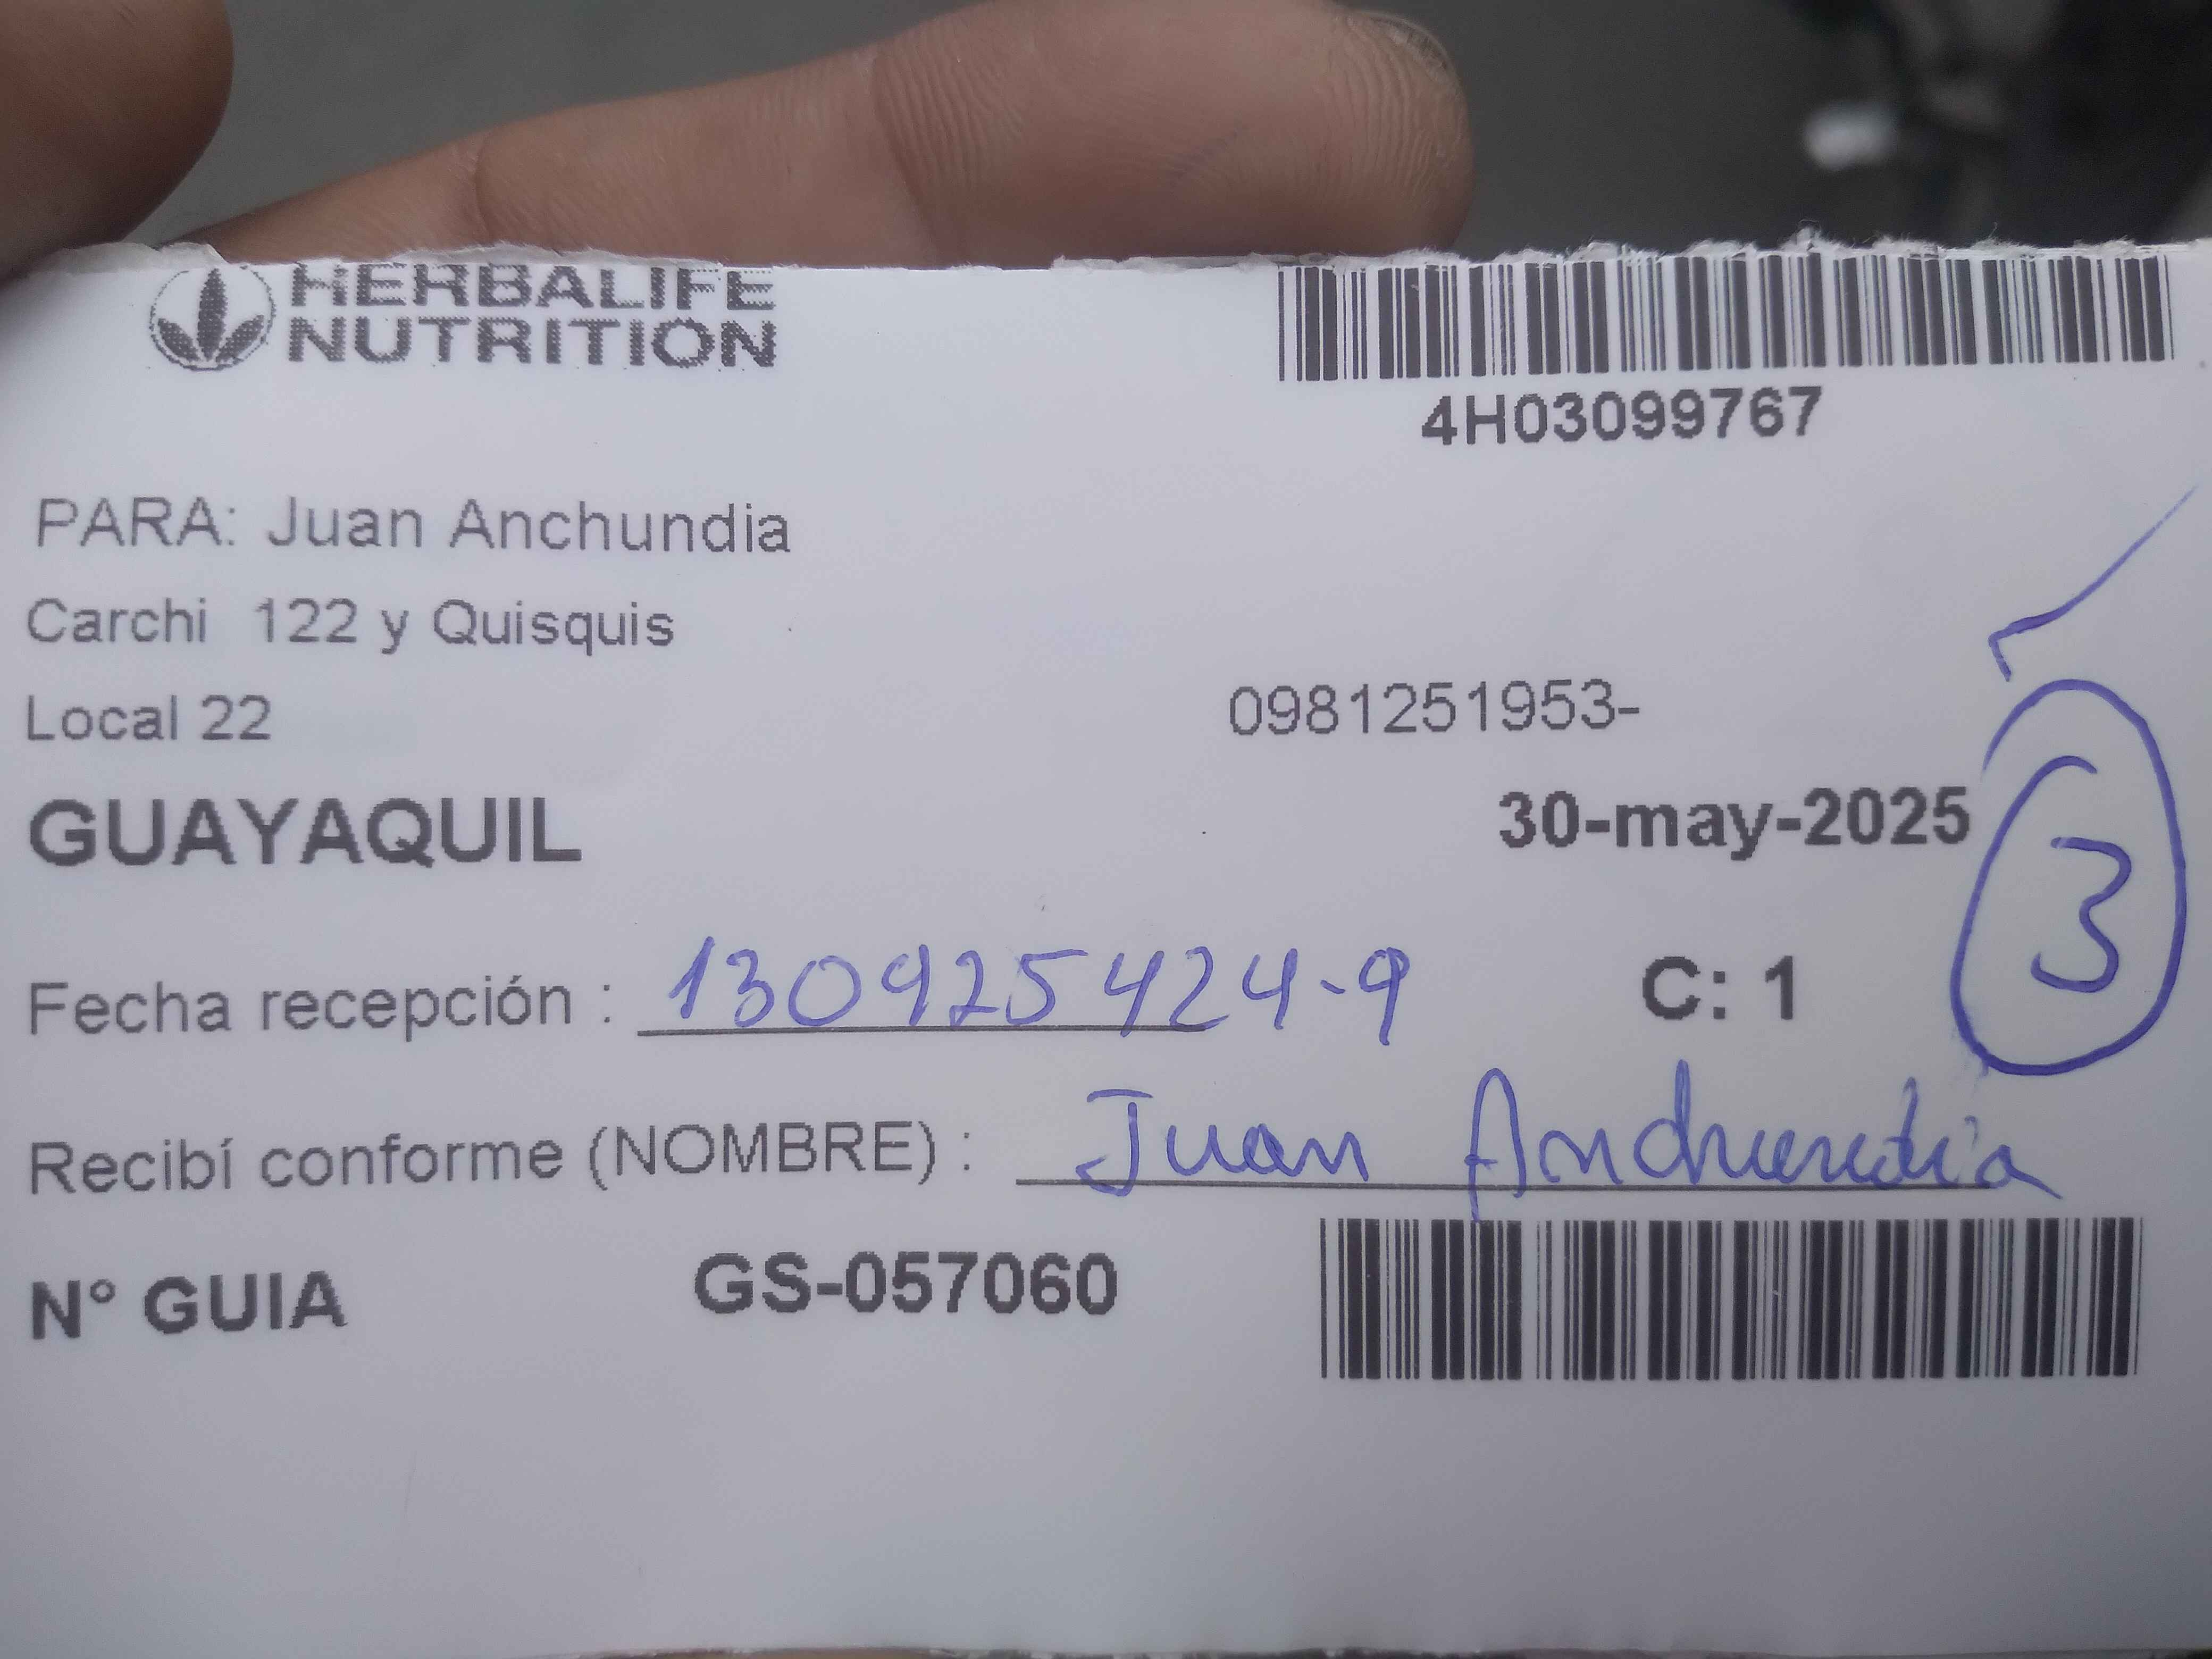 HERBALIFE
NUTRITION
4H03099767
PARA: Juan Anchundia
Carchi 122 y Quisquis
Local 22
0981251953-
GUAYAQUIL
30-may-2025
3
Fecha recepción : 130925424-9
C: 1
Recibí conforme (NOMBRE) : Juan Anchundia
N° GUIA GS-057060